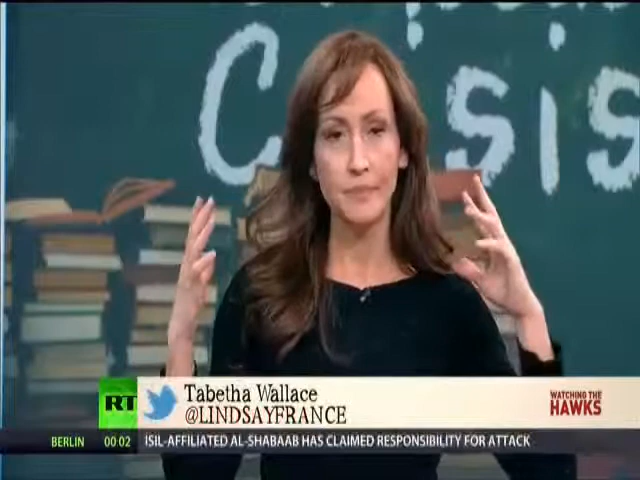 Crisis
Tabetha Wallace
WATCHING THE
RT
@LINDSAYFRANCE
HAWKS
BERLIN 00:02 ISIL-AFFILIATED AL-SHABAAB HAS CLAIMED RESPONSIBILITY FOR ATTACK